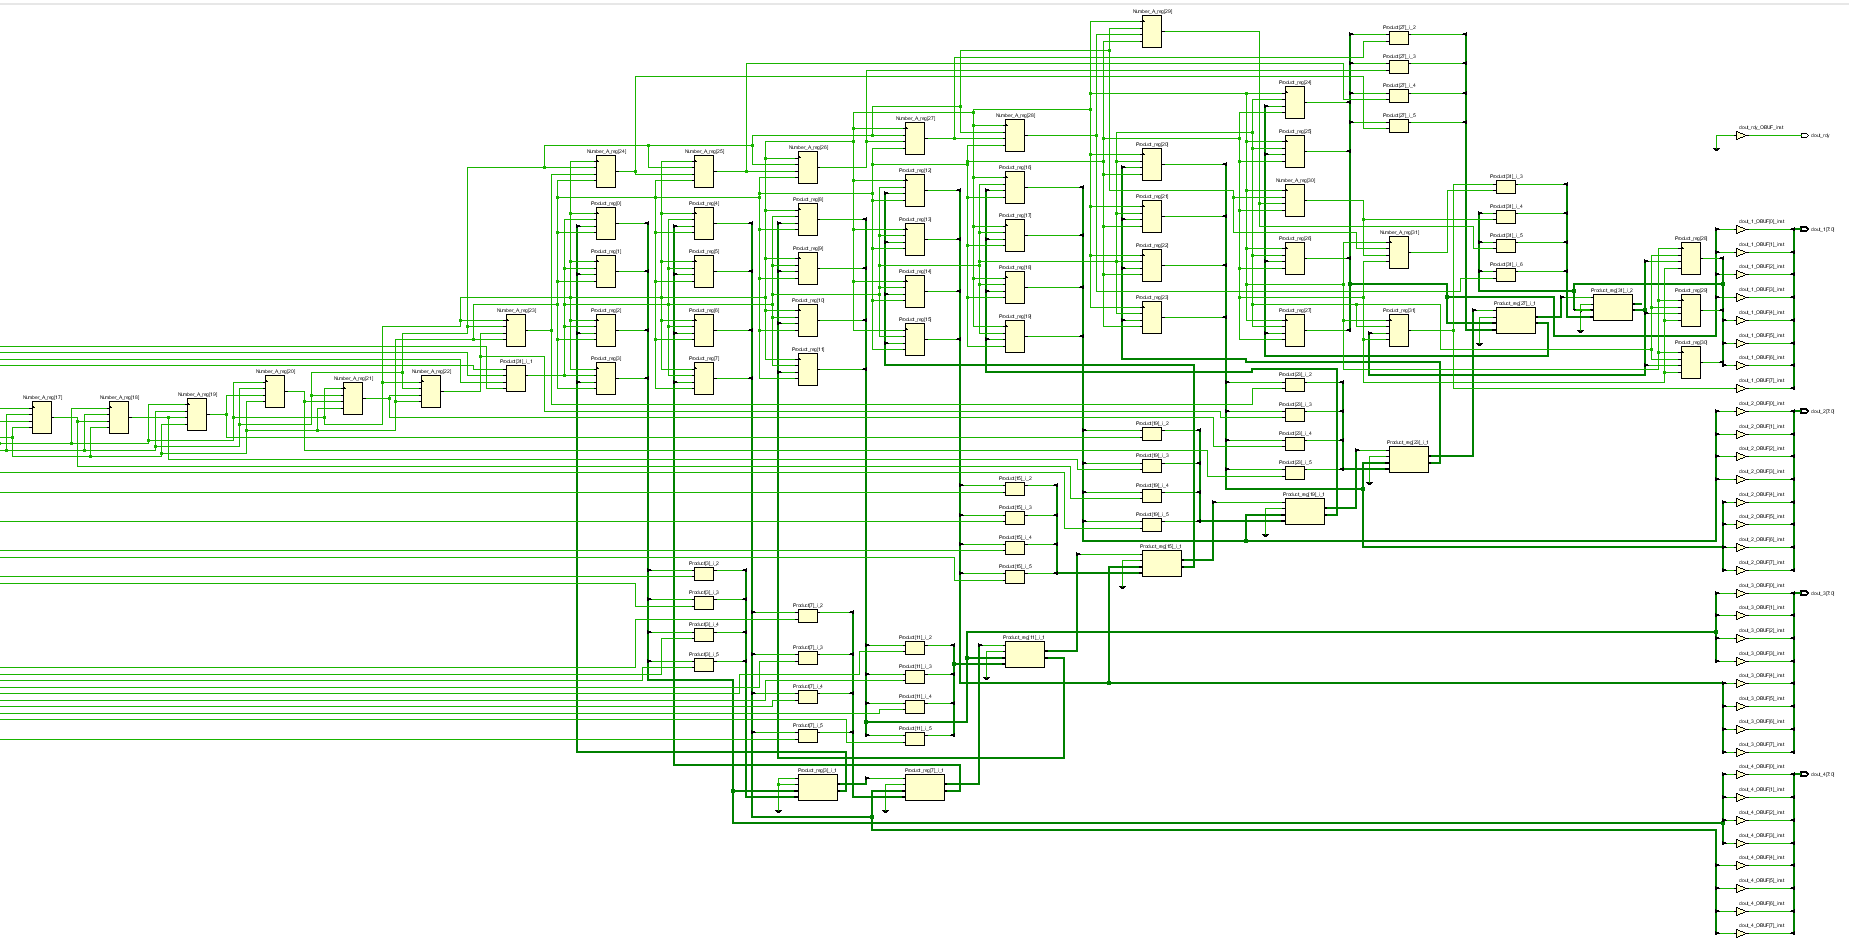 Number_A_reg[29]
Product[27]_i_2
Product[27]_i_3
Product_reg[24]
Product[27]_i_4
Number_A_reg[27]
Number_A_reg[28]
Product[27]_i_5
dout_rdy_OBUF_inst
dout_rdy
Product_reg[25]
Number_A_reg[24]
Number_A_reg[25]
Number_A_reg[26]
Product_reg[20]
Product_reg[12]
Product_reg[16]
Number_A_reg[30]
Product[31]_i_3
Product_reg[0]
Product_reg[4]
Product_reg[8]
Product_reg[21]
Product[31]_i_4
Product_reg[13]
Product_reg[17]
dout_1_OBUF[0]_inst
dout_1[7:0]
Product_reg[26]
Number_A_reg[31]
Product[31]_i_5
Product_reg[28]
Product_reg[1]
Product_reg[5]
Product_reg[9]
Product_reg[22]
dout_1_OBUF[1]_inst
Product_reg[14]
Product_reg[18]
Product[31]_i_6
dout_1_OBUF[2]_inst
Product_reg[31]_i_2
Product_reg[29]
dout_1_OBUF[3]_inst
Number_A_reg[23]
Product_reg[2]
Product_reg[6]
Product_reg[10]
Product_reg[15]
Product_reg[19]
Product_reg[23]
Product_reg[27]
Product_reg[31]
Product_reg[27]_i_1
dout_1_OBUF[4]_inst
Product_reg[30]
dout_1_OBUF[5]_inst
Product[31]_i_1
Product_reg[3]
Product_reg[7]
Product_reg[11]
dout_1_OBUF[6]_inst
Number_A_reg[20]
Number_A_reg[21]
Number_A_reg[22]
Product[23]_i_2
dout_1_OBUF[7]_inst
Number_A_reg[17]
Number_A_reg[18]
Number_A_reg[19]
Product[23]_i_3
dout_2_OBUF[0]_inst
dout_2[7:0]
Product[19]_i_2
Product[23]_i_4
Product_reg[23]_i_1
dout_2_OBUF[1]_inst
Product[19]_i_3
Product[23]_i_5
dout_2_OBUF[2]_inst
Product[15]_i_2
Product[19]_i_4
Product_reg[19]_i_1
dout_2_OBUF[3]_inst
Product[15]_i_3
Product[19]_i_5
dout_2_OBUF[4]_inst
dout_2_OBUF[5]_inst
Product[15]_i_4
Product_reg[15]_i_1
dout_2_OBUF[6]_inst
Product[3]_i_2
Product[15]_i_5
dout_2_OBUF[7]_inst
Product[3]_i_3
dout_3_OBUF[0]_inst
dout_3[7:0]
Product[3]_i_4
Product[7]_i_2
dout_3_OBUF[1]_inst
Product[11]_i_2
Product_reg[11]_i_1
dout_3_OBUF[2]_inst
Product[3]_i_5
Product[7]_i_3
Product[11]_i_3
dout_3_OBUF[3]_inst
Product[7]_i_4
Product[11]_i_4
dout_3_OBUF[4]_inst
dout_3_OBUF[5]_inst
Product[7]_i_5
Product[11]_i_5
dout_3_OBUF[6]_inst
dout_3_OBUF[7]_inst
Product_reg[3]_i_1
Product_reg[7]_i_1
dout_4_OBUF[0]_inst
dout_4[7:0]
dout_4_OBUF[1]_inst
dout_4_OBUF[2]_inst
dout_4_OBUF[3]_inst
dout_4_OBUF[4]_inst
dout_4_OBUF[5]_inst
dout_4_OBUF[6]_inst
dout_4_OBUF[7]_inst